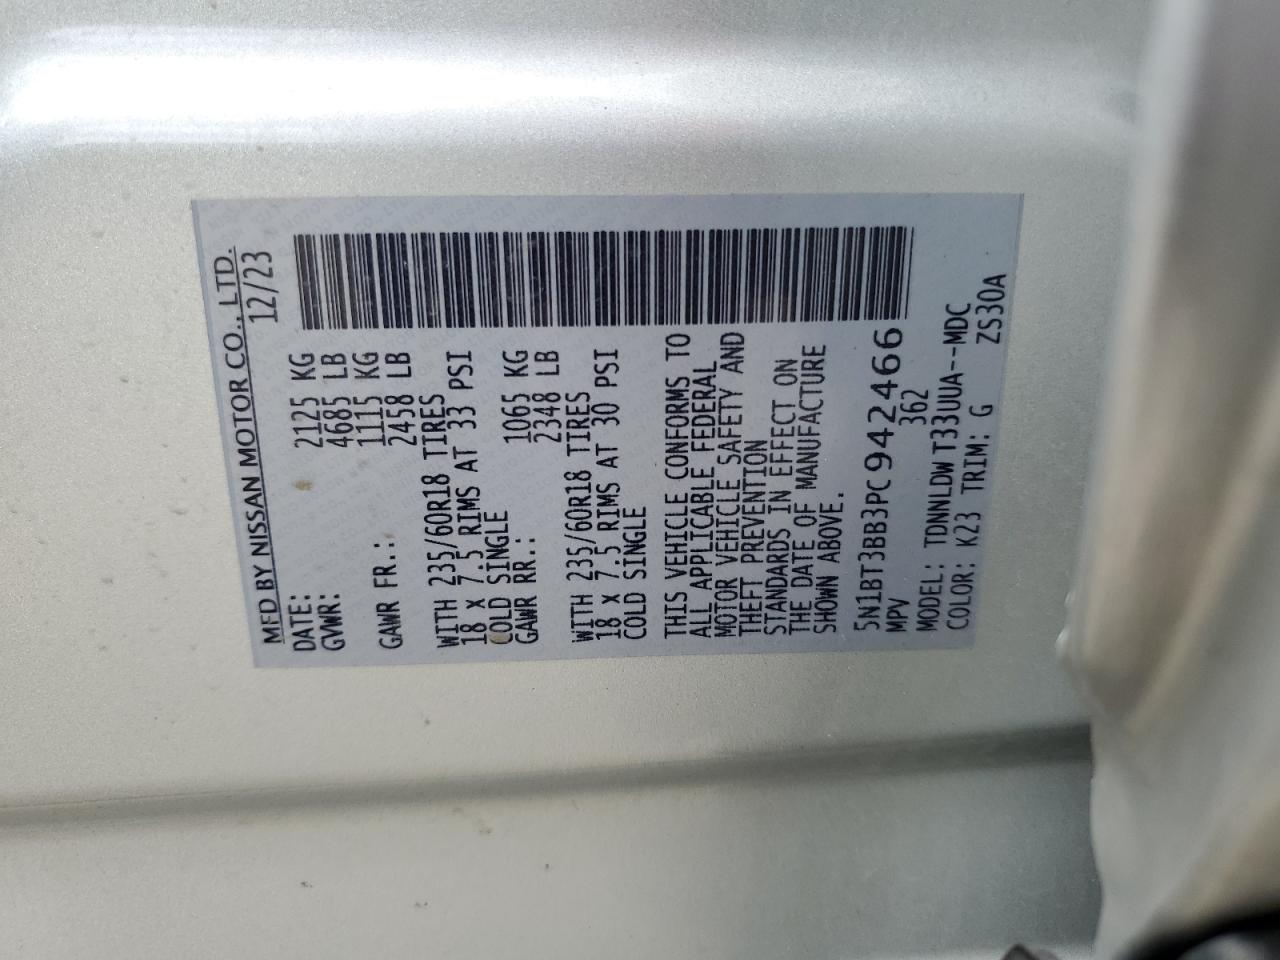 MFD BY NISSAN MOTOR CO., LTD.
DATE: 12/23
GVWR: 2125 KG
4685 LB
GAWR FR.: 1115 KG
2458 LB
WITH 235/60R18 TIRES
18 x 7.5 RIMS AT 33 PSI
COLD SINGLE
GAWR RR.: 1065 KG
2348 LB
WITH 235/60R18 TIRES
18 x 7.5 RIMS AT 30 PSI
COLD SINGLE
THIS VEHICLE CONFORMS TO
ALL APPLICABLE FEDERAL
MOTOR VEHICLE SAFETY AND
THEFT PREVENTION
STANDARDS IN EFFECT ON
THE DATE OF MANUFACTURE
SHOWN ABOVE.
5N1BT3BB3PC942466
MPV 362
MODEL: TDNNLDW T33UUA--MDC
COLOR: K23 TRIM: G ZS30A